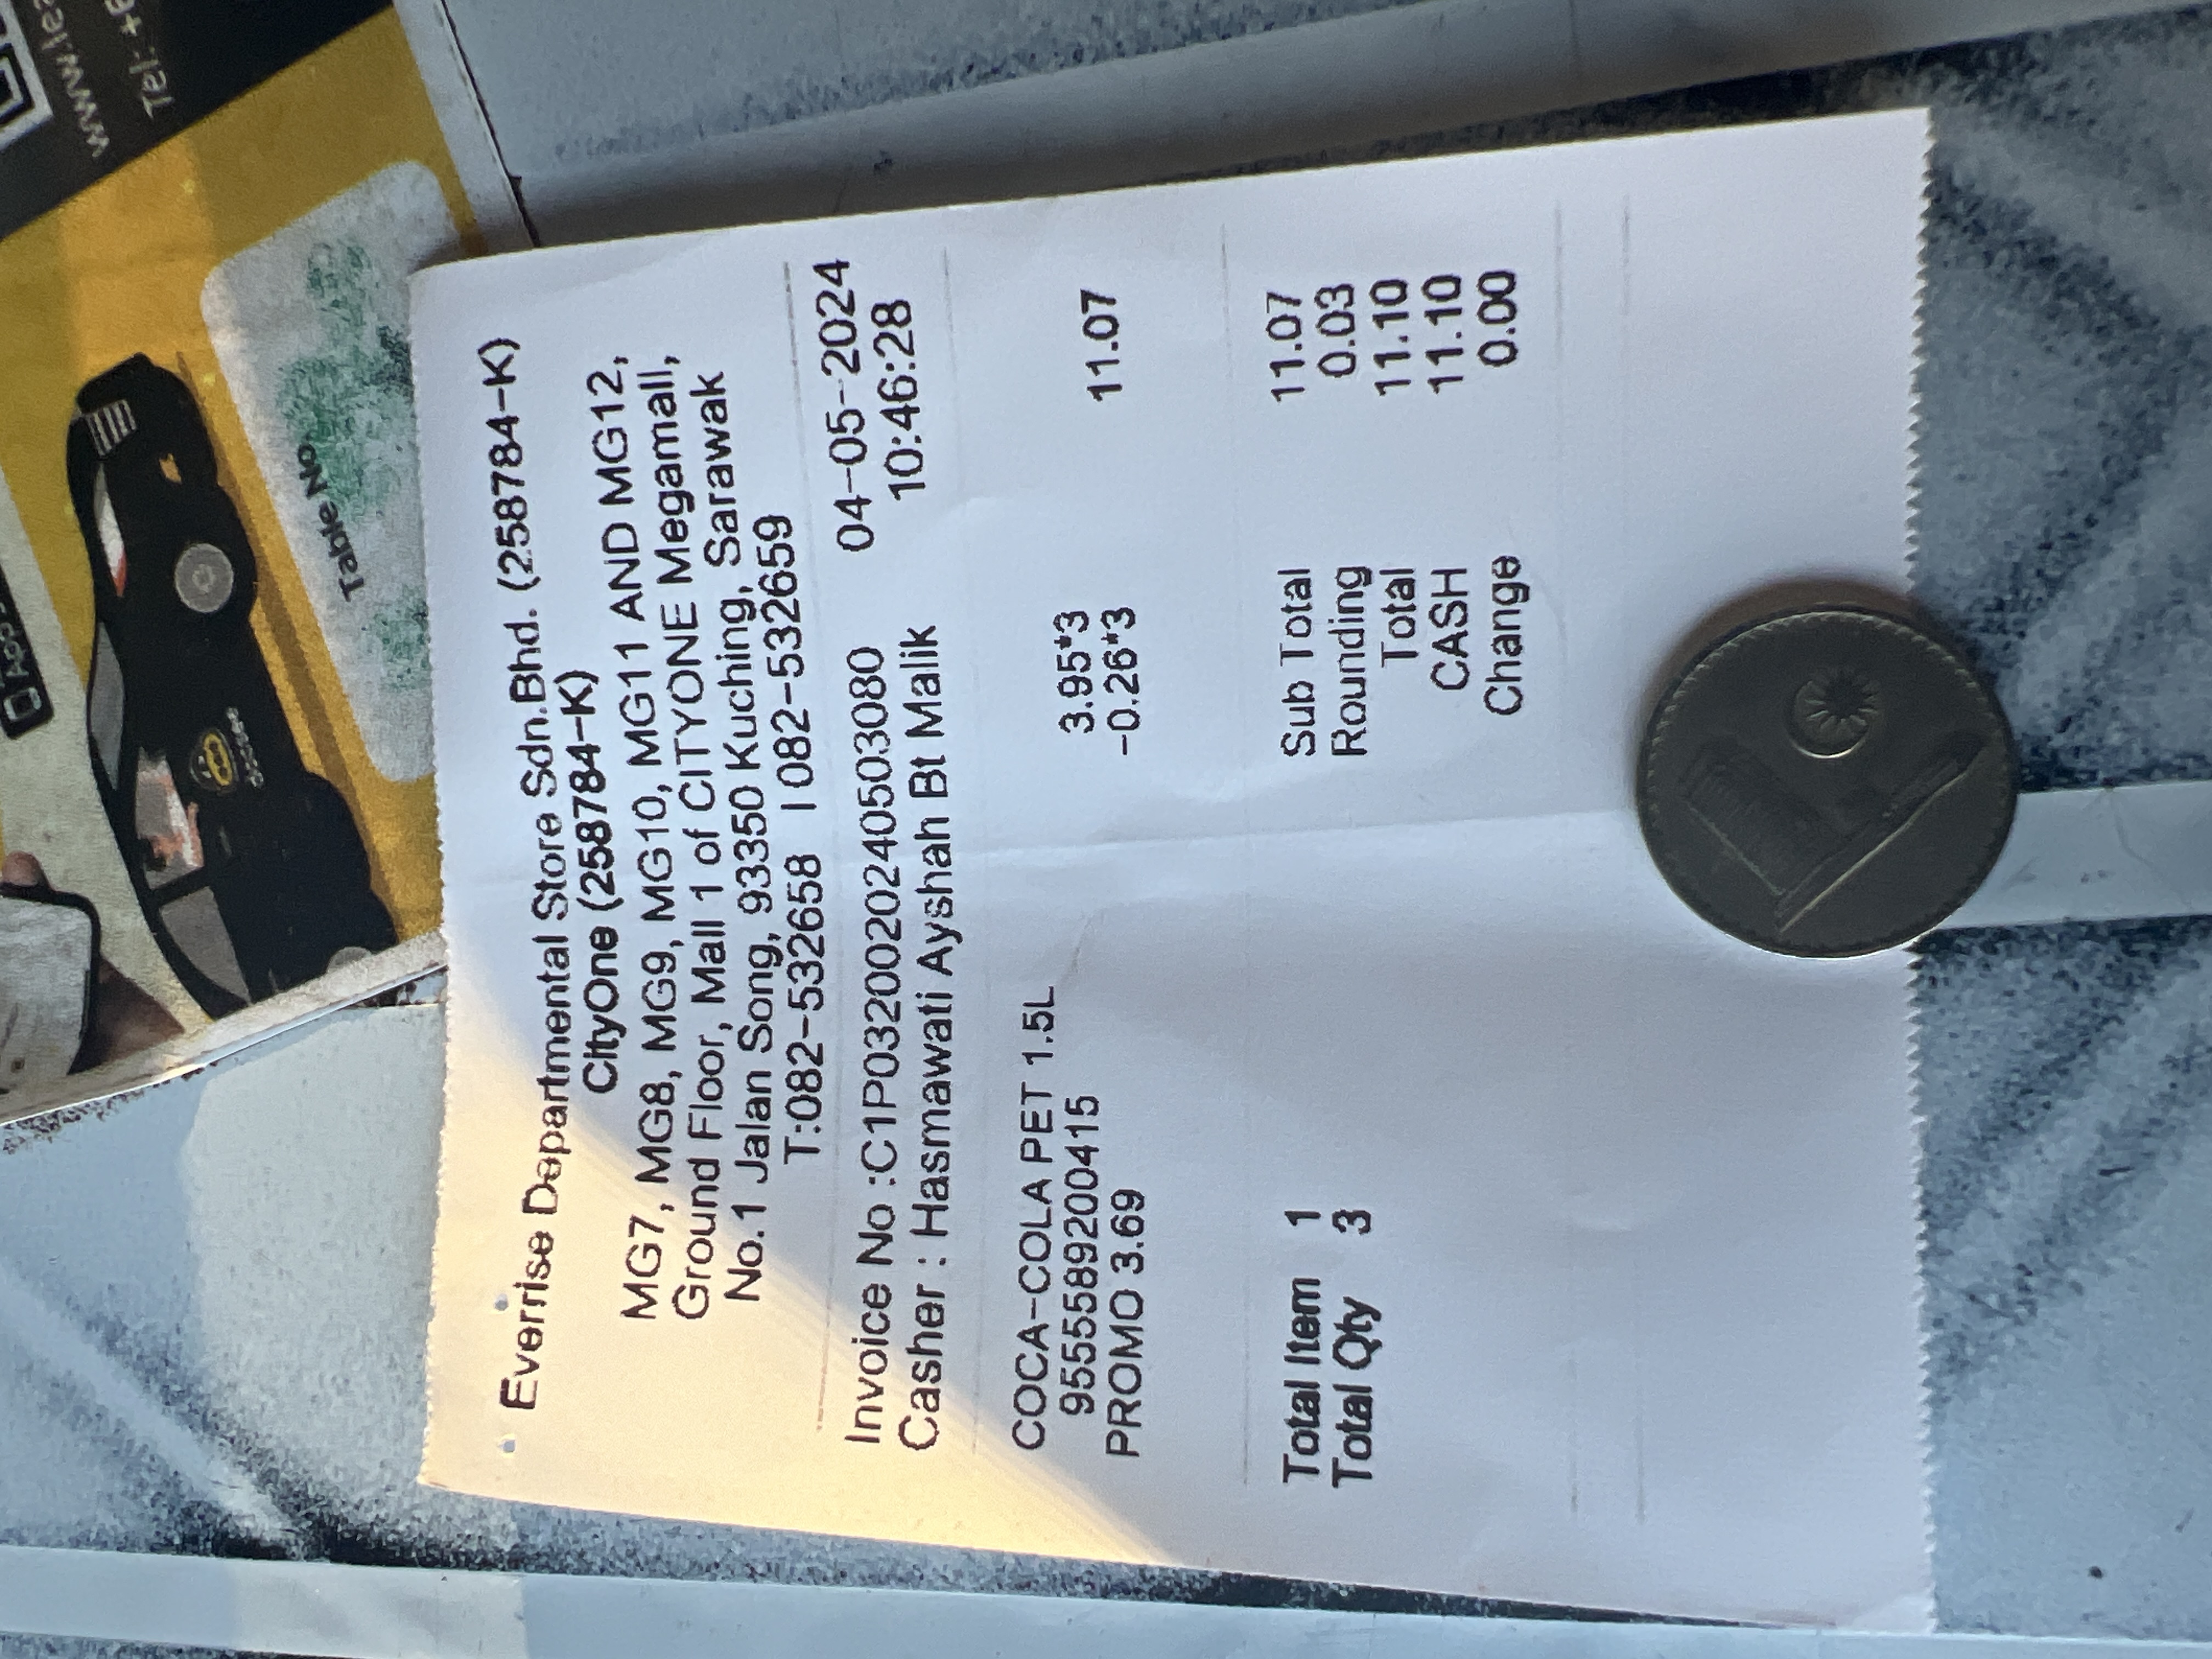 App
www.lea
Tel: +6
docsee
Table No.
Everrise Departmental Store Sdn.Bhd. (258784-K)
CityOne (258784-K)
MG7, MG8, MG9, MG10, MG11 AND MG12,
Ground Floor, Mall 1 of CITYONE Megamall,
No.1 Jalan Song, 93350 Kuching, Sarawak
T:082-532658 I 082-532659
Invoice No :C1P0320020240503080 04-05-2024
Casher : Hasmawati Ayshah Bt Malik 10:46:28
COCA-COLA PET 1.5L
9555589200415 3.95*3
PROMO 3.69 -0.26*3 11.07
Total Item 1 Sub Total 11.07
Total Qty 3 Rounding 0.03
Total 11.10
CASH 11.10
Change 0.00